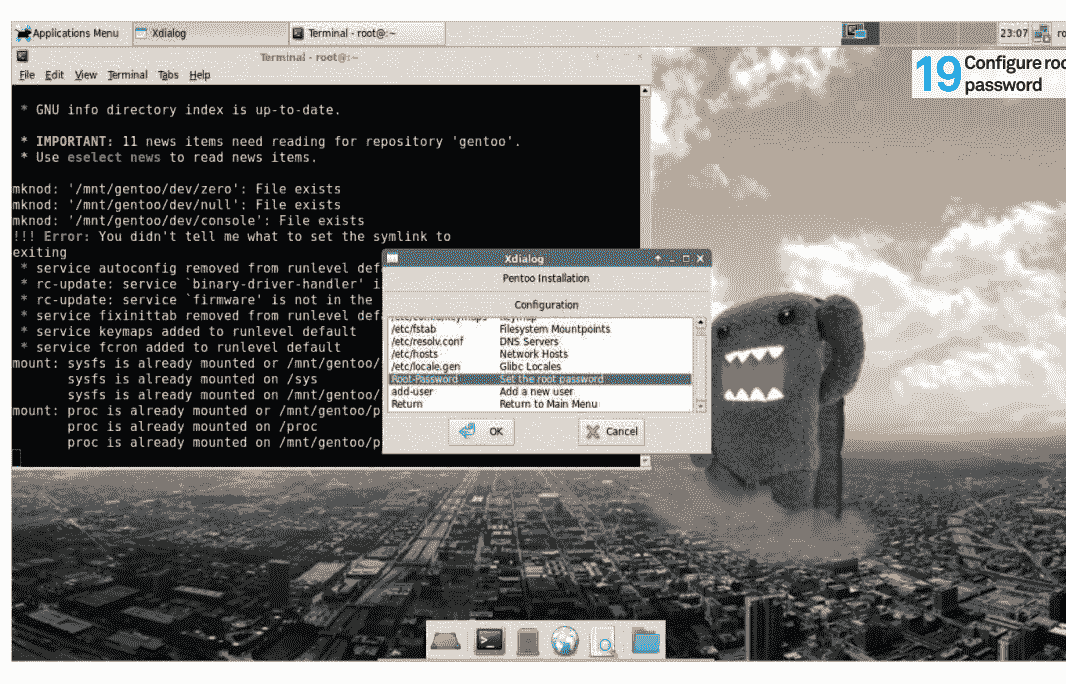 Applications Menu
Xdialog
Terminal - root@:~
23:07
19 Configure
password
Terminal - root@:~
File Edit View Terminal Tabs Help
* GNU info directory index is up-to-date.
* IMPORTANT: 11 news items need reading for repository 'gentoo'.
* Use eselect news to read news items.
mknod: '/mnt/gentoo/dev/zero': File exists
mknod: '/mnt/gentoo/dev/null': File exists
mknod: '/mnt/gentoo/dev/console': File exists
!!! Error: You didn't tell me what to set the symlink to
exiting
* service autoconfig removed from runlevel def
* rc-update: service `binary-driver-handler' i
* rc-update: service `firmware' is not in the
* service fixinittab removed from runlevel def
* service keymaps added to runlevel default
* service fcron added to runlevel default
mount: sysfs is already mounted or /mnt/gentoo/
sysfs is already mounted on /sys
sysfs is already mounted on /mnt/gentoo/
mount: proc is already mounted or /mnt/gentoo/p
proc is already mounted on /proc
proc is already mounted on /mnt/gentoo/p
Xdialog
Pentoo Installation
Configuration
/etc/fstab Filesystem Mountpoints
/etc/resolv.conf DNS Servers
/etc/hosts Network Hosts
/etc/locale.gen Glibc Locales
Root-Password Set the root password
add-user Add a new user
Return Return to Main Menu
OK Cancel